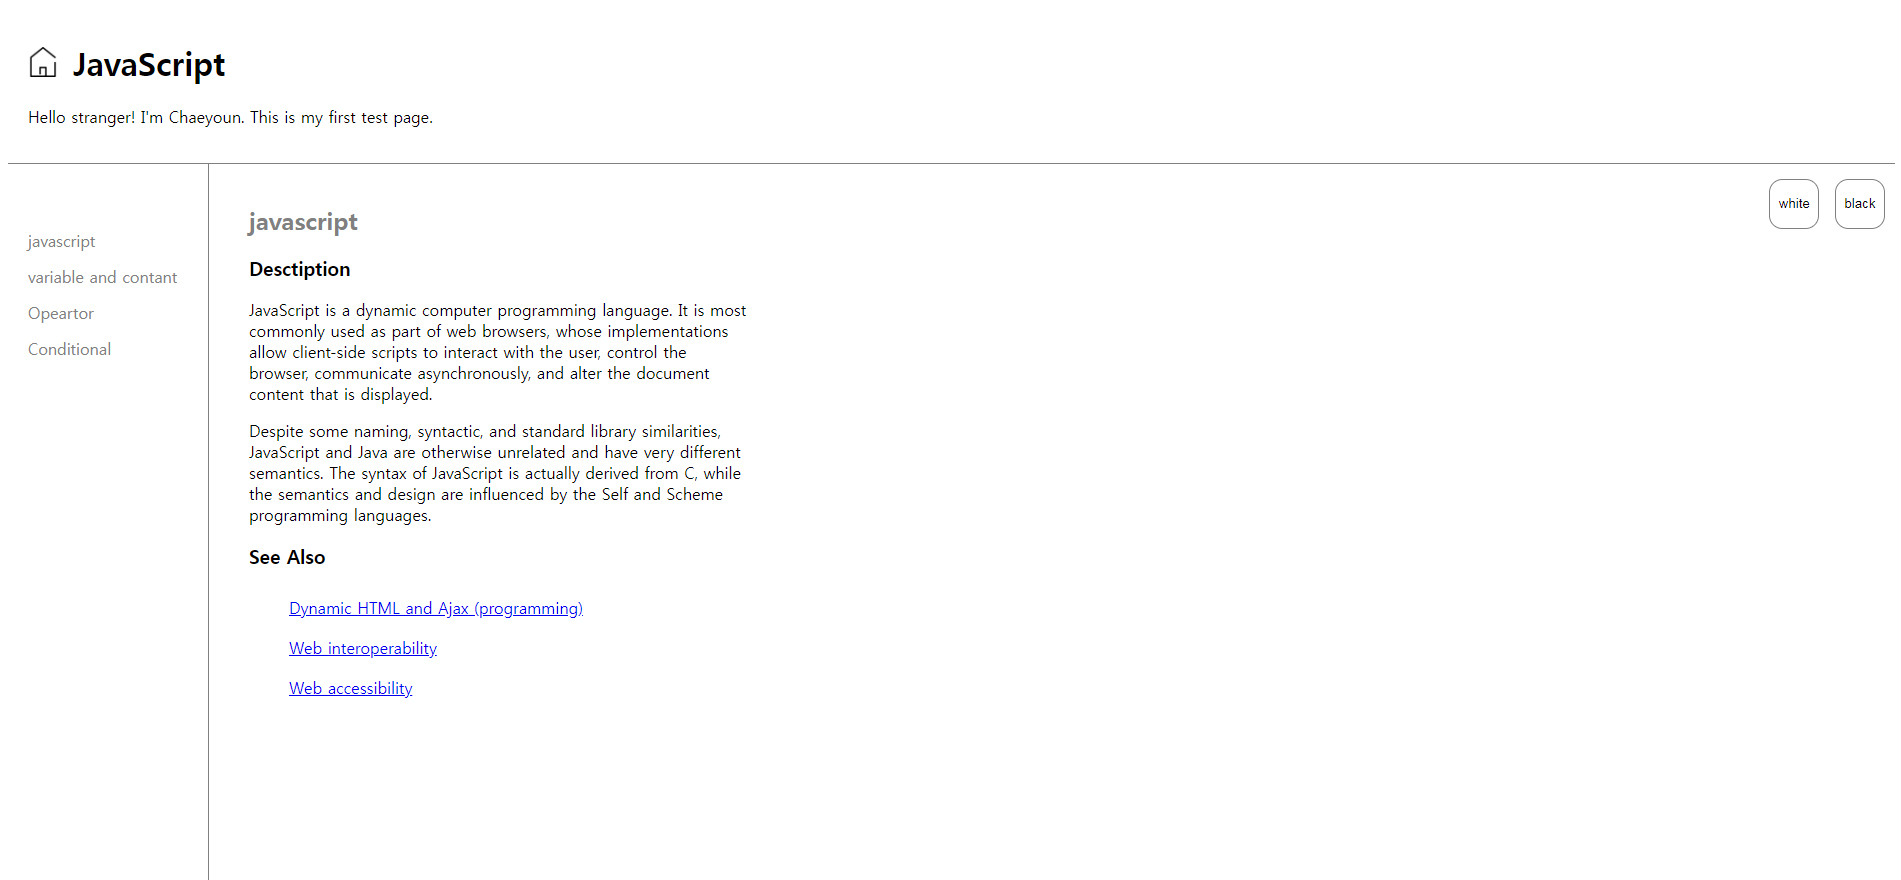 JavaScript
Hello stranger! I'm Chaeyoun. This is my first test page.
white
black
javascript
variable and contant
Opeartor
Conditional
javascript
Desctiption
JavaScript is a dynamic computer programming language. It is most
commonly used as part of web browsers, whose implementations
allow client-side scripts to interact with the user, control the
browser, communicate asynchronously, and alter the document
content that is displayed.
Despite some naming, syntactic, and standard library similarities,
JavaScript and Java are otherwise unrelated and have very different
semantics. The syntax of JavaScript is actually derived from C, while
the semantics and design are influenced by the Self and Scheme
programming languages.
See Also
Dynamic HTML and Ajax (programming)
Web interoperability
Web accessibility